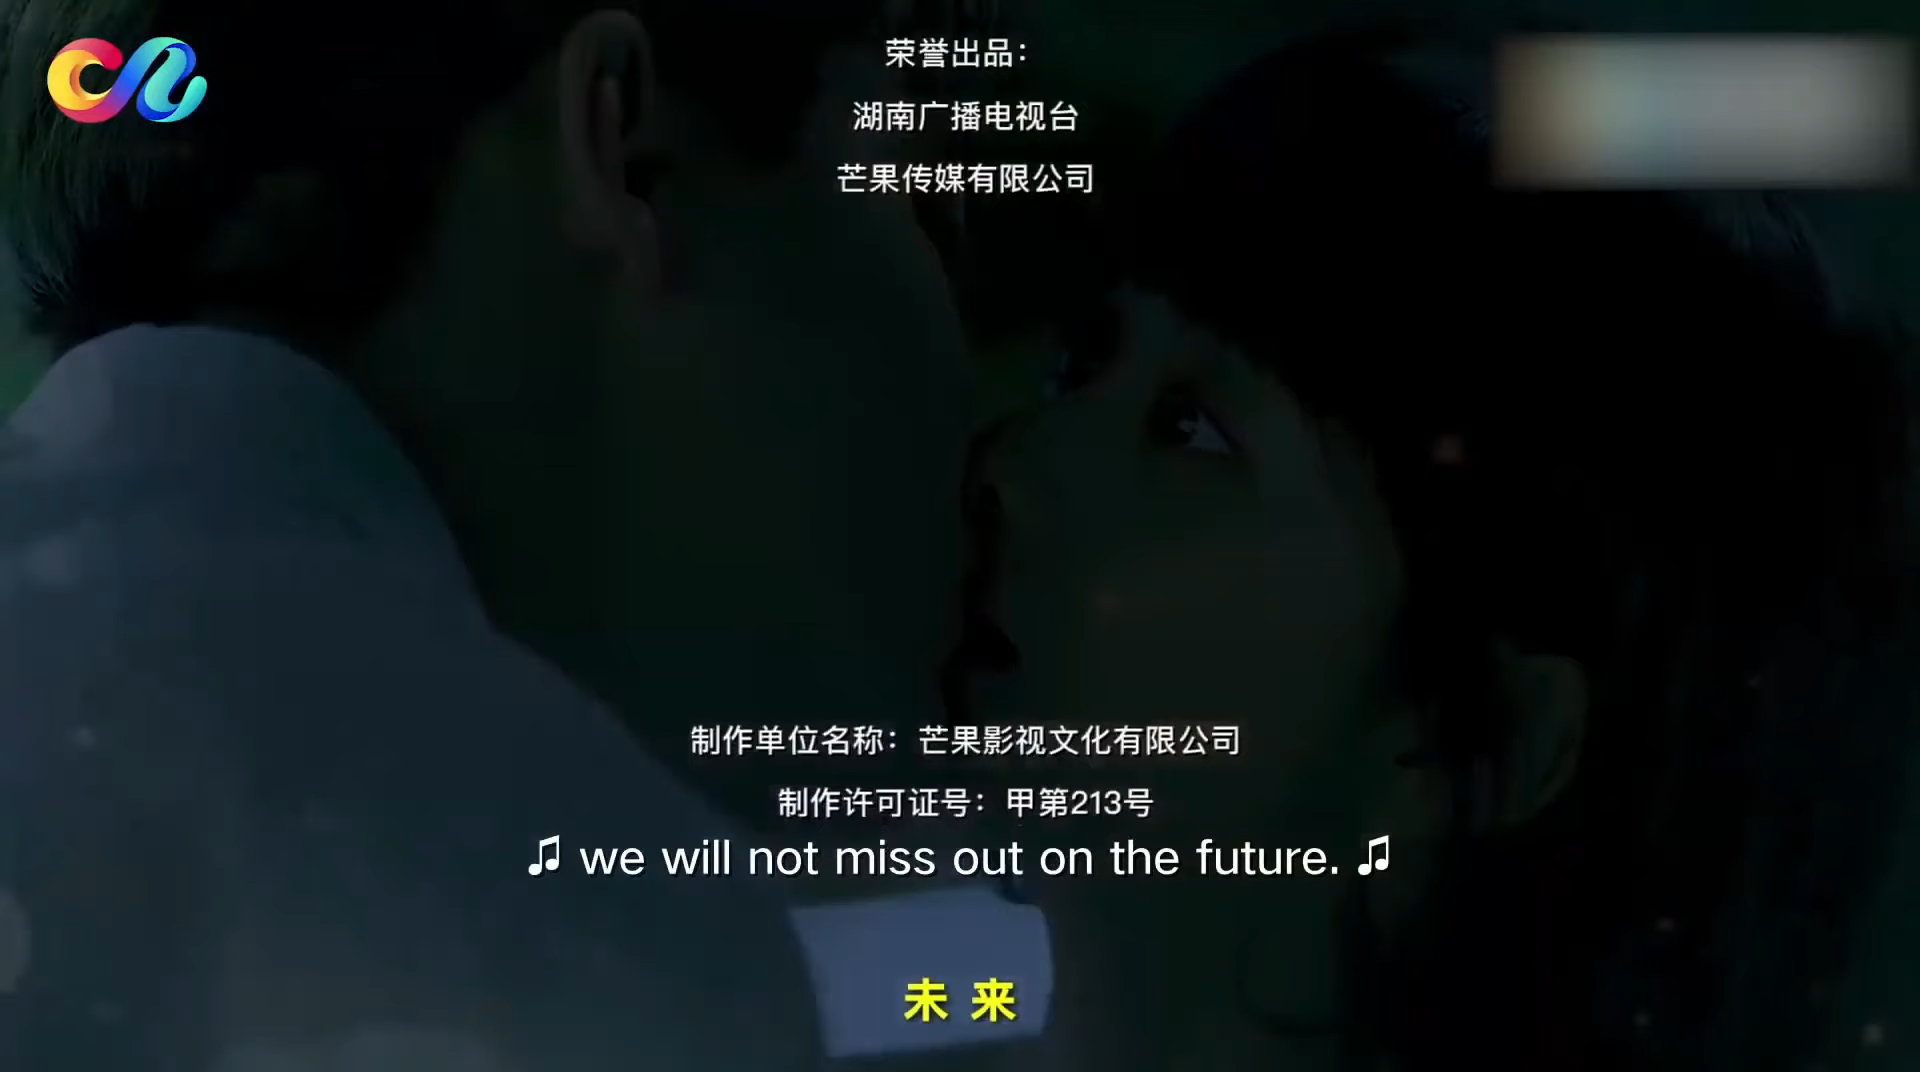 荣誉出品：
湖南广播电视台
芒果传媒有限公司
制作单位名称：芒果影视文化有限公司
制作许可证号：甲第213号
♫ we will not miss out on the future. ♫
未 来